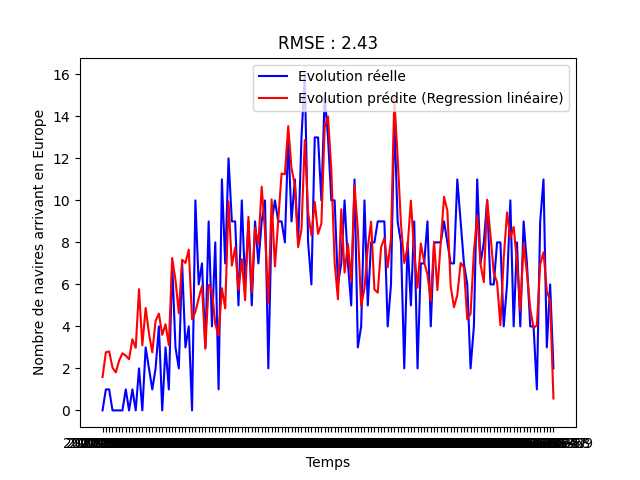 RMSE : 2.43
Evolution réelle
Evolution prédite (Regression linéaire)
Nombre de navires arrivant en Europe
16
14
12
10
8
6
4
2
0
Temps